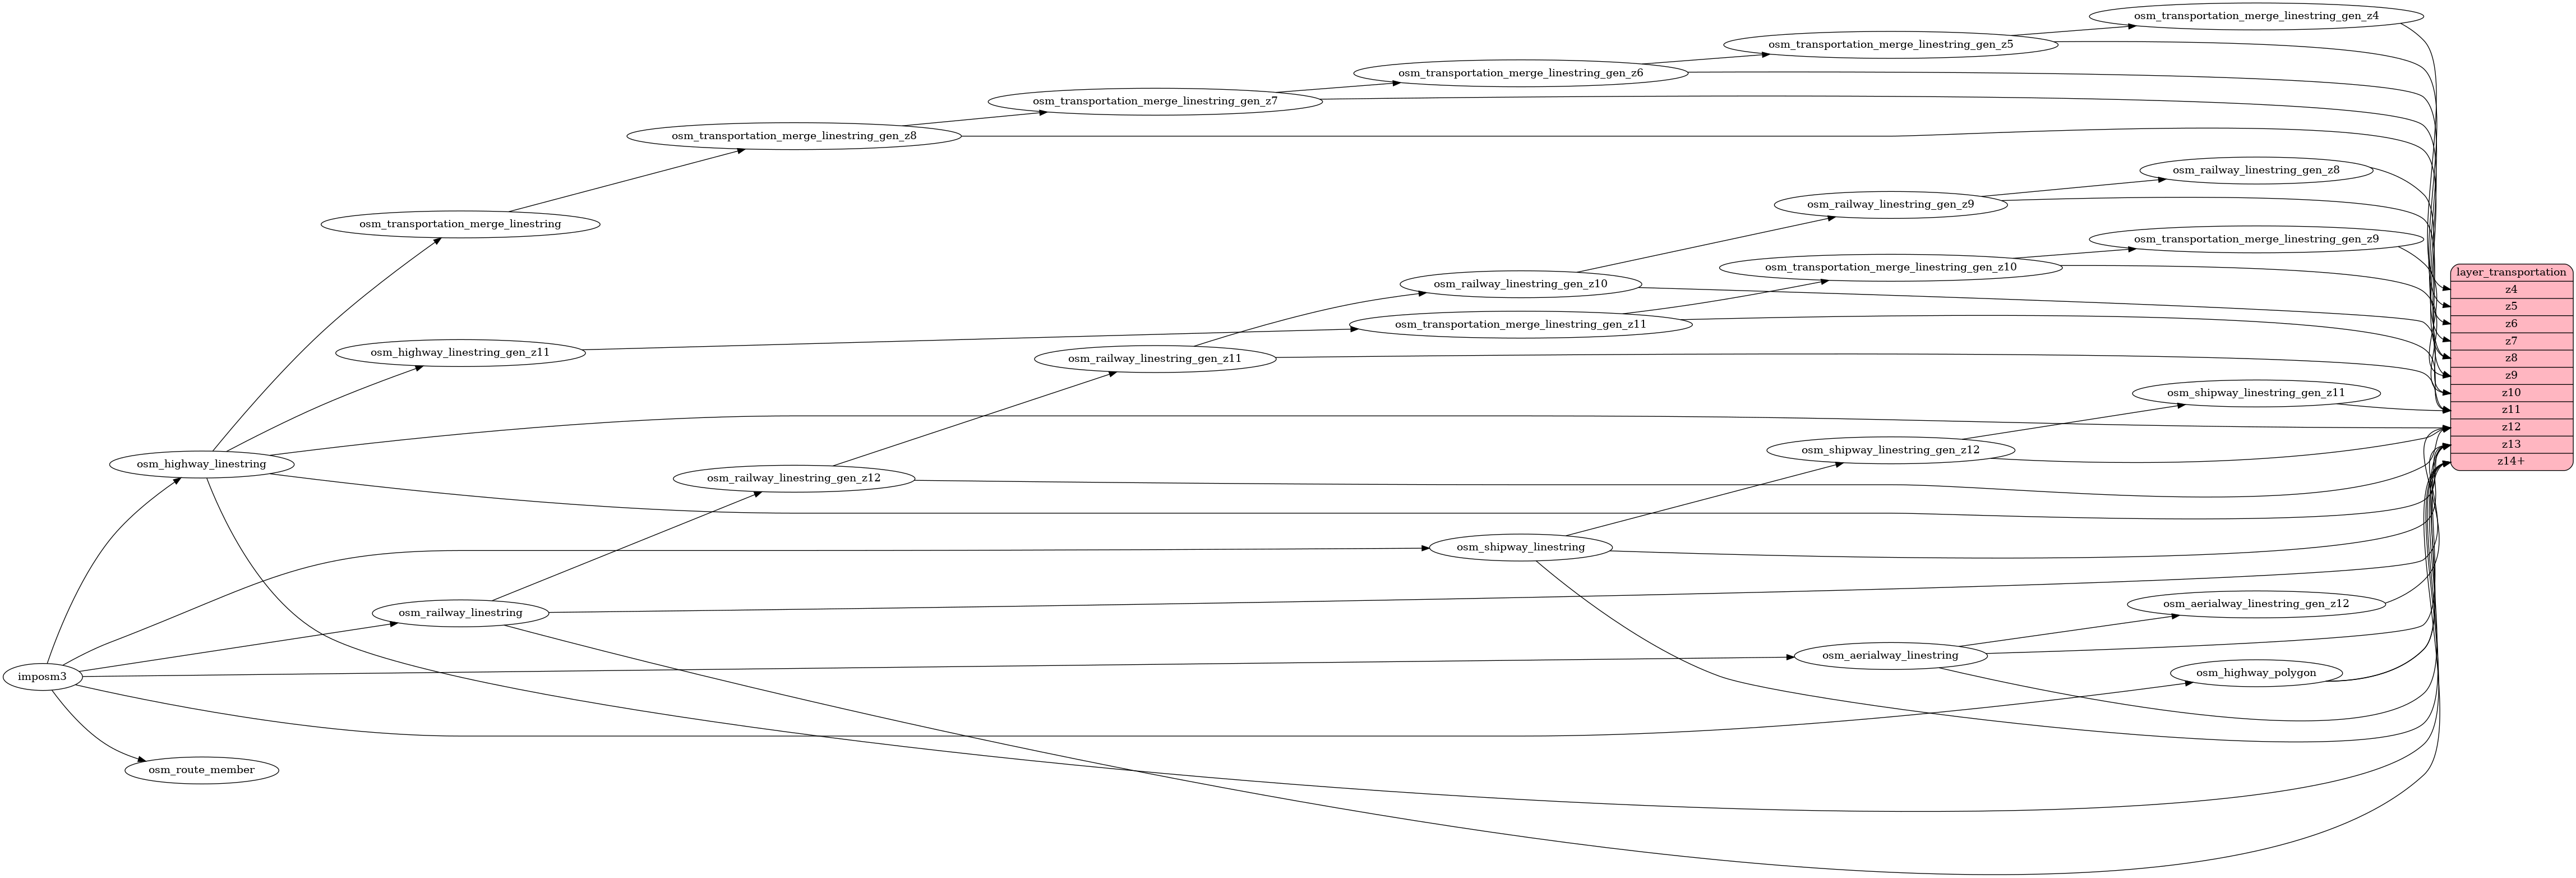 osm_transportation_merge_linestring_gen_z4
osm_transportation_merge_linestring_gen_z5
osm_transportation_merge_linestring_gen_z6
osm_transportation_merge_linestring_gen_z7
osm_transportation_merge_linestring_gen_z8
osm_railway_linestring_gen_z8
osm_railway_linestring_gen_z9
osm_transportation_merge_linestring
osm_transportation_merge_linestring_gen_z9
osm_transportation_merge_linestring_gen_z10
osm_railway_linestring_gen_z10
osm_transportation_merge_linestring_gen_z11
osm_highway_linestring_gen_z11
osm_railway_linestring_gen_z11
layer_transportation
z4
z5
z6
z7
z8
z9
z10
z11
z12
z13
z14+
osm_shipway_linestring_gen_z11
osm_shipway_linestring_gen_z12
osm_highway_linestring
osm_railway_linestring_gen_z12
osm_shipway_linestring
osm_aerialway_linestring_gen_z12
osm_railway_linestring
osm_aerialway_linestring
osm_highway_polygon
imposm3
osm_route_member